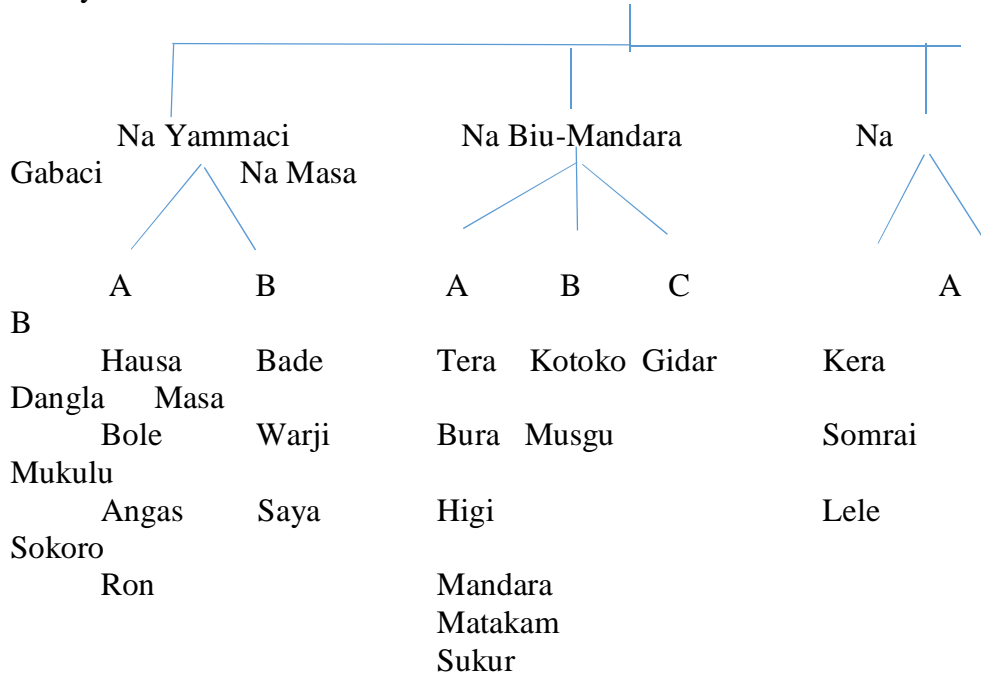 Na Yammaci Na Biu-Mandara Na
Gabaci Na Masa
A B A B C A
B
Hausa Bade Tera Kotoko Gidar Kera
Dangla Masa
Bole Warji Bura Musgu Somrai
Mukulu
Angas Saya Higi Lele
Sokoro
Ron Mandara
Matakam
Sukur